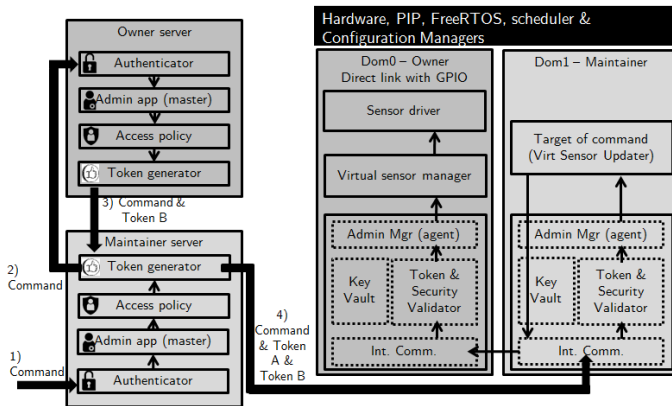 Owner server
Authenticator
Admin app (master)
Access policy
Token generator
3) Command &
Token B
Maintainer server
Token generator
Access policy
Admin app (master)
Authenticator
2)
Command
1)
Command
4)
Command
& Token
A &
Token B
Hardware, PIP, FreeRTOS, scheduler &
Configuration Managers
Dom0 – Owner
Direct link with GPIO
Sensor driver
Virtual sensor manager
Admin Mgr (agent)
Key
Vault
Token &
Security
Validator
Int. Comm.
Dom1 – Maintainer
Target of command
(Virt Sensor Updater)
Admin Mgr (agent)
Key
Vault
Token &
Security
Validator
Int. Comm.